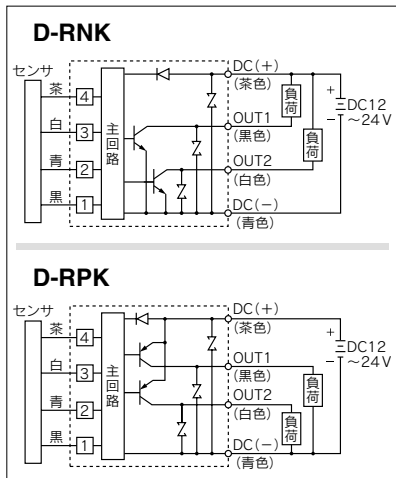 D-RNK
センサ
茶
4
白
3
青
2
黒
1
主回路
DC(+)
(茶色)
OUT1
(黒色)
OUT2
(白色)
DC(−)
(青色)
負荷
負荷
+
−
DC12
～24V
D-RPK
センサ
茶
4
白
3
青
2
黒
1
主回路
DC(+)
(茶色)
OUT1
(黒色)
OUT2
(白色)
DC(−)
(青色)
負荷
負荷
+
−
DC12
～24V